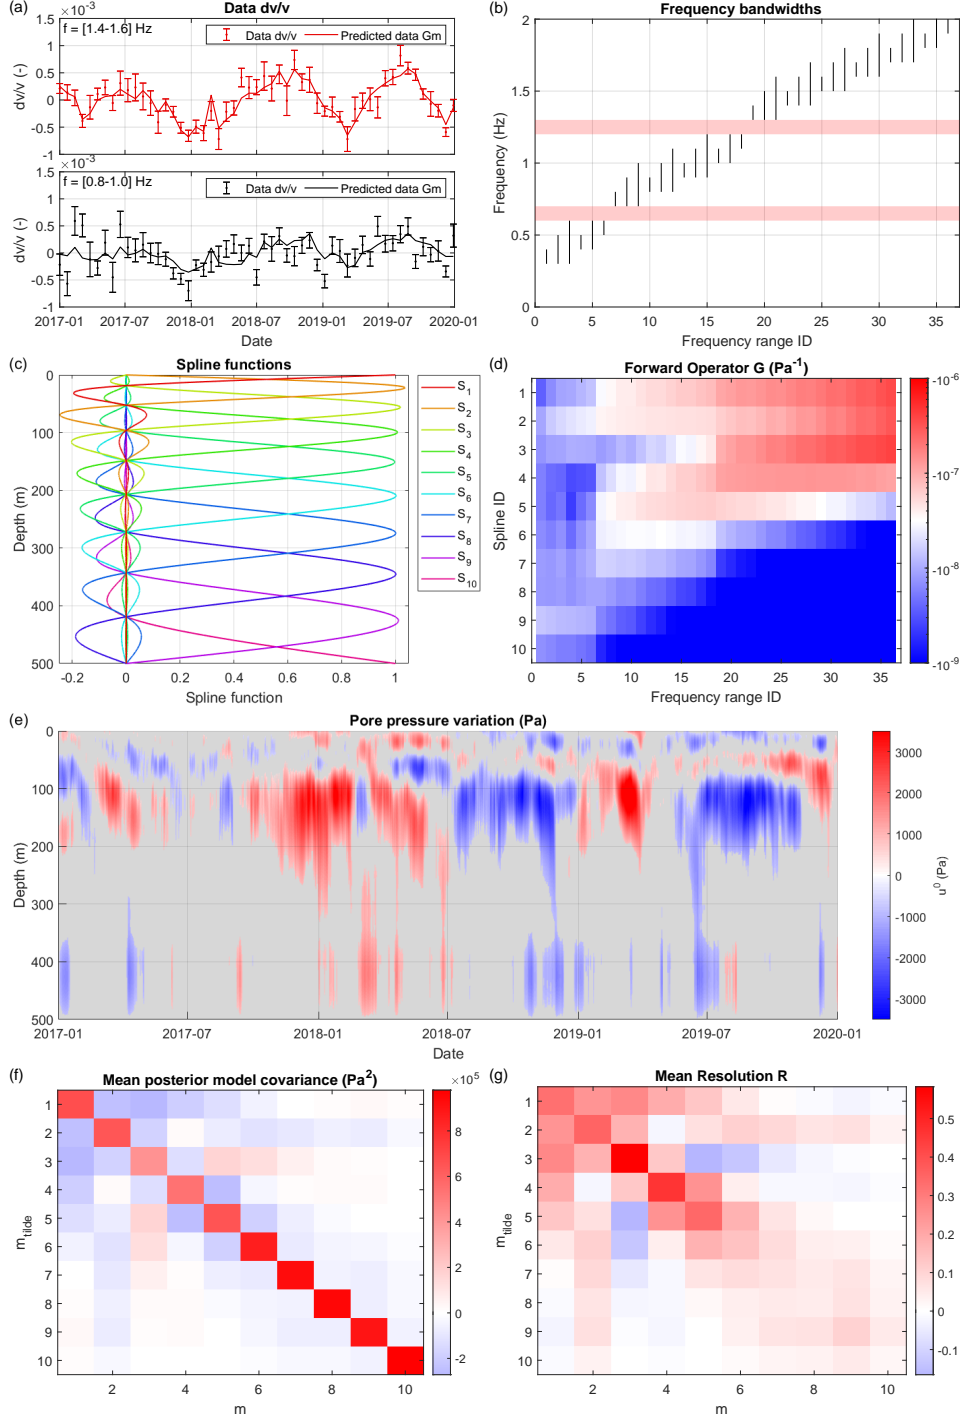 (a) Data dv/v
×10⁻³
f = [1.4-1.6] Hz
Data dv/v Predicted data Gm
1
0.5
0
-0.5
-1
dv/v (-)
×10⁻³
f = [0.8-1.0] Hz
Data dv/v Predicted data Gm
1
0.5
0
-0.5
-1
dv/v (-)
2017-01 2017-07 2018-01 2018-07 2019-01 2019-07 2020-01
Date
(b) Frequency bandwidths
2
1.5
1
0.5
0
Frequency (Hz)
0 5 10 15 20 25 30 35
Frequency range ID
(c) Spline functions
0
100
200
300
400
500
Depth (m)
-0.2 0 0.2 0.4 0.6 0.8 1
Spline function
S₁
S₂
S₃
S₄
S₅
S₆
S₇
S₈
S₉
S₁₀
(d) Forward Operator G (Pa⁻¹)
1
2
3
4
5
6
7
8
9
10
Spline ID
0 5 10 15 20 25 30 35
Frequency range ID
-10⁻⁶
-10⁻⁷
-10⁻⁸
-10⁻⁹
(e) Pore pressure variation (Pa)
0
100
200
300
400
500
Depth (m)
2017-01 2017-07 2018-01 2018-07 2019-01 2019-07 2020-01
Date
3000
2000
1000
0
-1000
-2000
-3000
u⁰ (Pa)
(f) Mean posterior model covariance (Pa²)
×10⁵
1
2
3
4
5
6
7
8
9
10
m_tilde
2 4 6 8 10
m
8
6
4
2
0
-2
(g) Mean Resolution R
1
2
3
4
5
6
7
8
9
10
m_tilde
2 4 6 8 10
m
0.5
0.4
0.3
0.2
0.1
0
-0.1